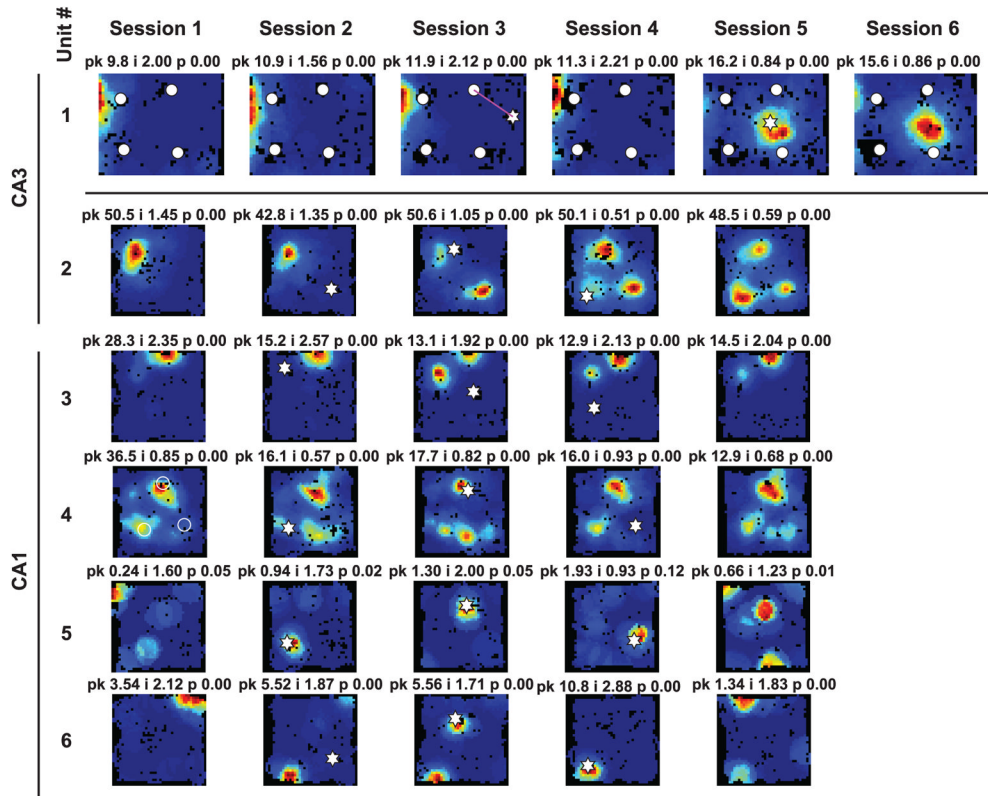 Unit #
Session 1 Session 2 Session 3 Session 4 Session 5 Session 6
pk 9.8 i 2.00 p 0.00 pk 10.9 i 1.56 p 0.00 pk 11.9 i 2.12 p 0.00 pk 11.3 i 2.21 p 0.00 pk 16.2 i 0.84 p 0.00 pk 15.6 i 0.86 p 0.00
CA3
1
pk 50.5 i 1.45 p 0.00 pk 42.8 i 1.35 p 0.00 pk 50.6 i 1.05 p 0.00 pk 50.1 i 0.51 p 0.00 pk 48.5 i 0.59 p 0.00
2
pk 28.3 i 2.35 p 0.00 pk 15.2 i 2.57 p 0.00 pk 13.1 i 1.92 p 0.00 pk 12.9 i 2.13 p 0.00 pk 14.5 i 2.04 p 0.00
CA1
3
pk 36.5 i 0.85 p 0.00 pk 16.1 i 0.57 p 0.00 pk 17.7 i 0.82 p 0.00 pk 16.0 i 0.93 p 0.00 pk 12.9 i 0.68 p 0.00
4
pk 0.24 i 1.60 p 0.05 pk 0.94 i 1.73 p 0.02 pk 1.30 i 2.00 p 0.05 pk 1.93 i 0.93 p 0.12 pk 0.66 i 1.23 p 0.01
5
pk 3.54 i 2.12 p 0.00 pk 5.52 i 1.87 p 0.00 pk 5.56 i 1.71 p 0.00 pk 10.8 i 2.88 p 0.00 pk 1.34 i 1.83 p 0.00
6